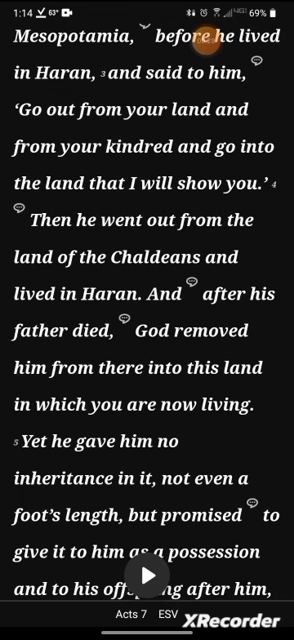 1:14 63° 4G 69%
Mesopotamia, before he lived
in Haran, 3 and said to him,
‘Go out from your land and
from your kindred and go into
the land that I will show you.’ 4
Then he went out from the
land of the Chaldeans and
lived in Haran. And after his
father died, God removed
him from there into this land
in which you are now living.
5 Yet he gave him no
inheritance in it, not even a
foot’s length, but promised to
give it to him as a possession
and to his offspring after him,
Acts 7 ESV
XRecorder